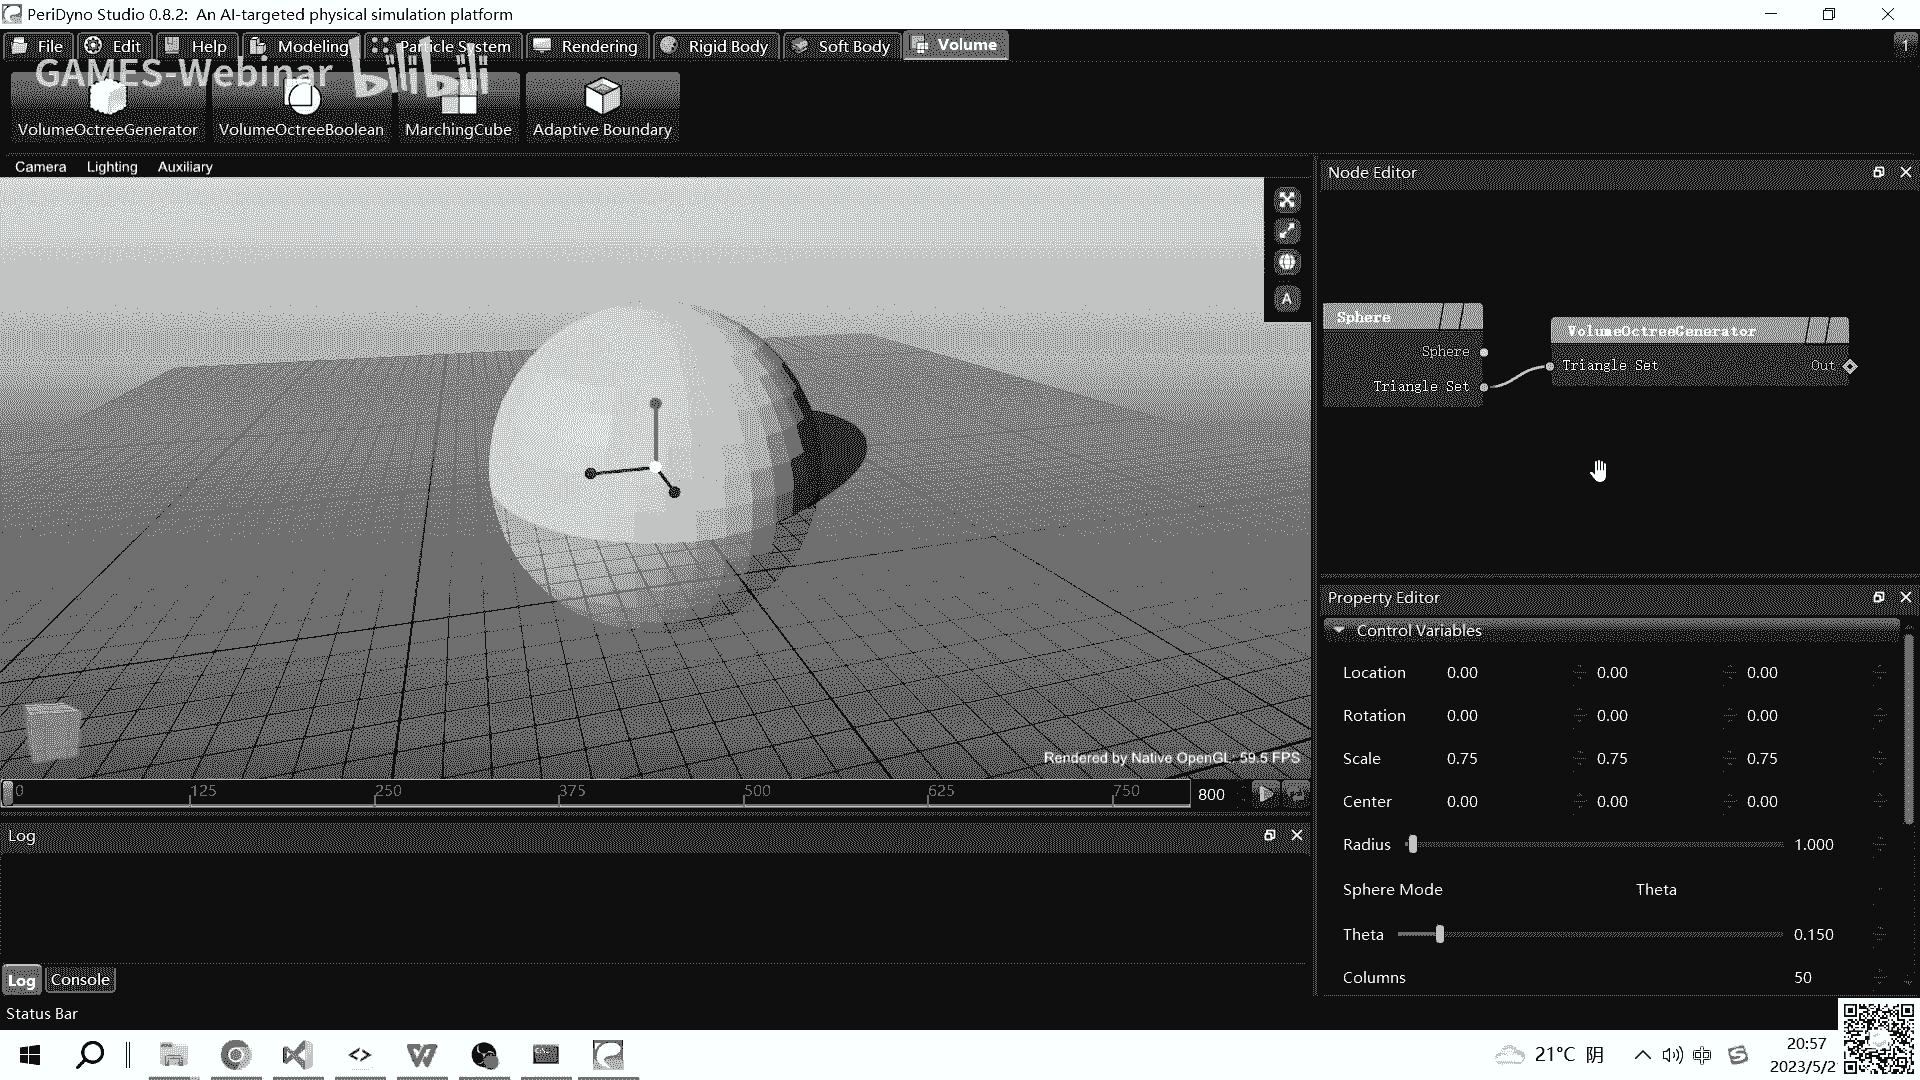 PeriDyno Studio 0.8.2: An AI-targeted physical simulation platform
File Edit Help Modeling Particle System Rendering Rigid Body Soft Body Volume 1
GAMES-Webinar bilibili
VolumeOctreeGenerator VolumeOctreeBoolean MarchingCube Adaptive Boundary
Camera Lighting Auxiliary
A
Rendered by Native OpenGL: 59.5 FPS
0 125 250 375 500 625 750 800
Log
Log Console
Status Bar
Node Editor
Sphere
Sphere
Triangle Set
VolumeOctreeGenerator
Triangle Set Out
Property Editor
Control Variables
Location 0.00 0.00 0.00
Rotation 0.00 0.00 0.00
Scale 0.75 0.75 0.75
Center 0.00 0.00 0.00
Radius 1.000
Sphere Mode Theta
Theta 0.150
Columns 50
21°C 阴 中 20:57
2023/5/2